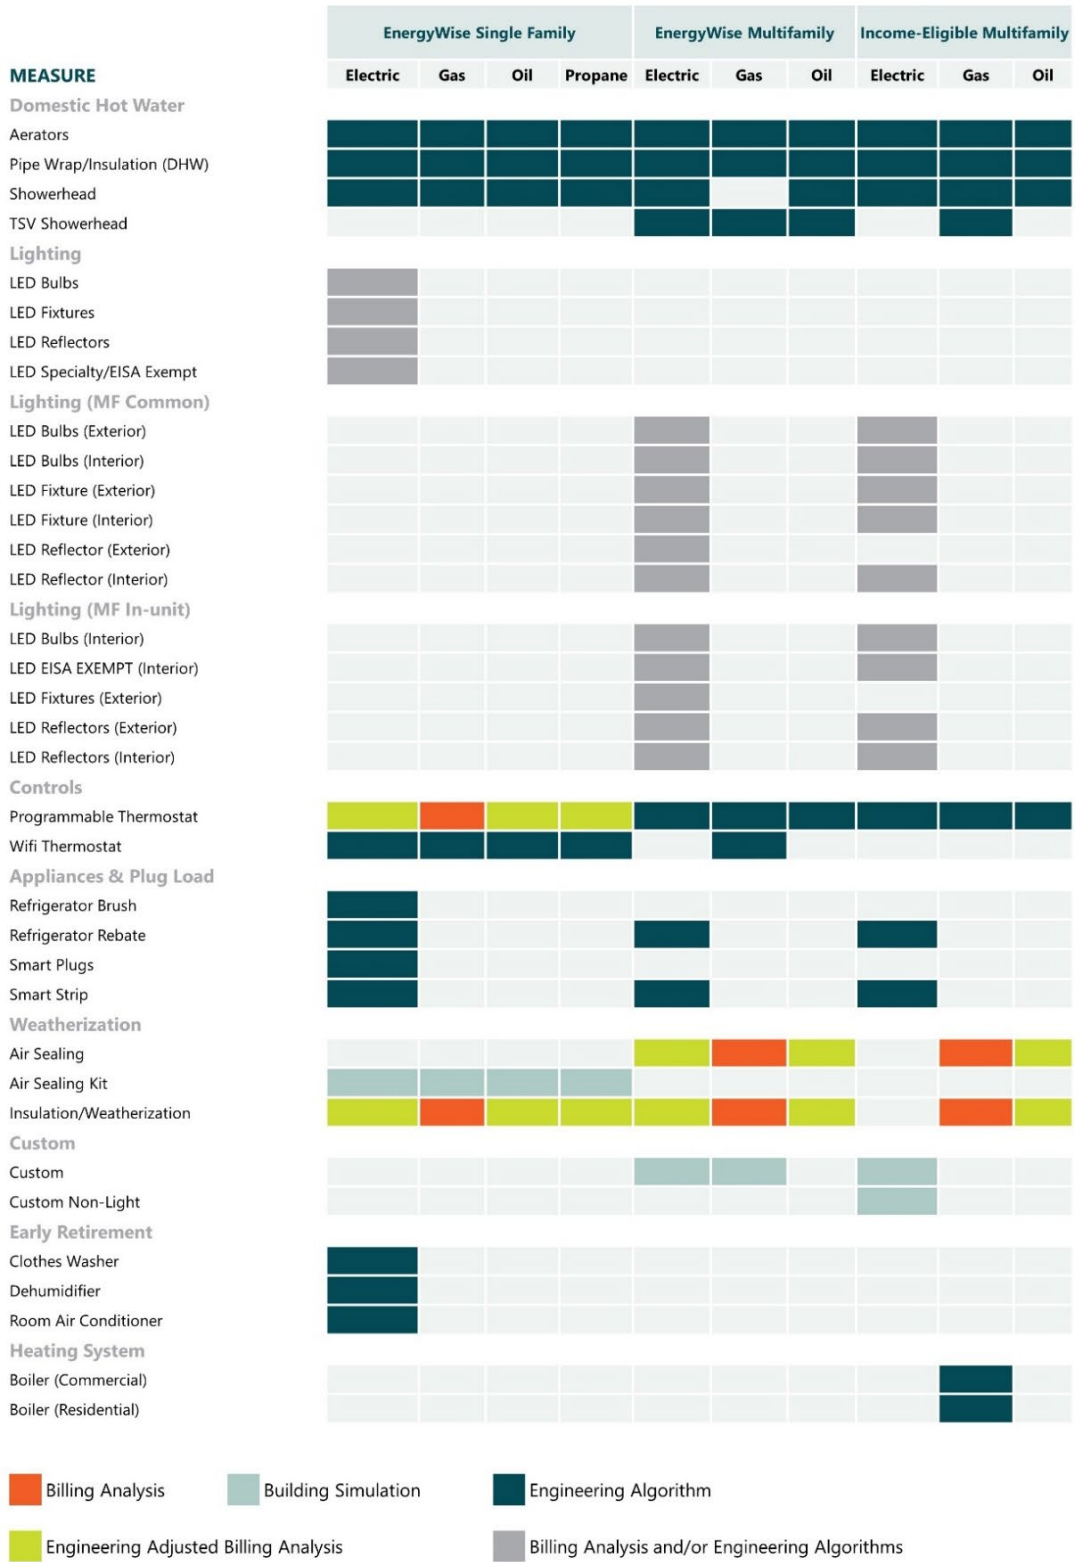 EnergyWise Single Family EnergyWise Multifamily Income-Eligible Multifamily
MEASURE Electric Gas Oil Propane Electric Gas Oil Electric Gas Oil
Domestic Hot Water
Aerators
Pipe Wrap/Insulation (DHW)
Showerhead
TSV Showerhead
Lighting
LED Bulbs
LED Fixtures
LED Reflectors
LED Specialty/EISA Exempt
Lighting (MF Common)
LED Bulbs (Exterior)
LED Bulbs (Interior)
LED Fixture (Exterior)
LED Fixture (Interior)
LED Reflector (Exterior)
LED Reflector (Interior)
Lighting (MF In-unit)
LED Bulbs (Interior)
LED EISA EXEMPT (Interior)
LED Fixtures (Exterior)
LED Reflectors (Exterior)
LED Reflectors (Interior)
Controls
Programmable Thermostat
Wifi Thermostat
Appliances & Plug Load
Refrigerator Brush
Refrigerator Rebate
Smart Plugs
Smart Strip
Weatherization
Air Sealing
Air Sealing Kit
Insulation/Weatherization
Custom
Custom
Custom Non-Light
Early Retirement
Clothes Washer
Dehumidifier
Room Air Conditioner
Heating System
Boiler (Commercial)
Boiler (Residential)
Billing Analysis Building Simulation Engineering Algorithm
Engineering Adjusted Billing Analysis Billing Analysis and/or Engineering Algorithms